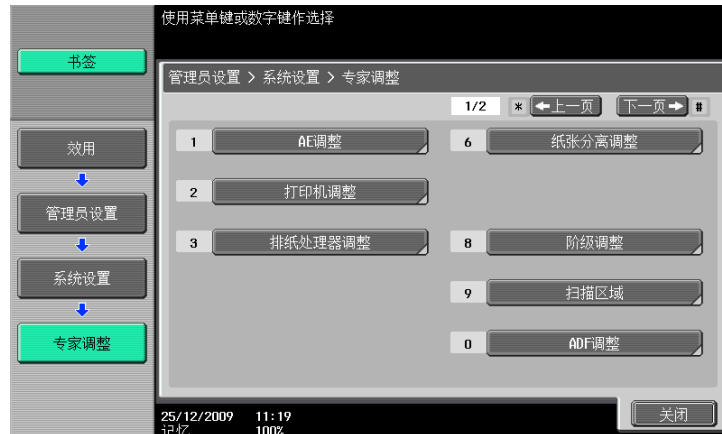 使用菜单键或数字键作选择
书签
管理员设置 > 系统设置 > 专家调整
1/2 * ←上一页 下一页→ #
效用
管理员设置
系统设置
专家调整
1 AE调整
2 打印机调整
3 排纸处理器调整
6 纸张分离调整
8 阶级调整
9 扫描区域
0 ADF调整
25/12/2009 11:19
记忆 100%
关闭